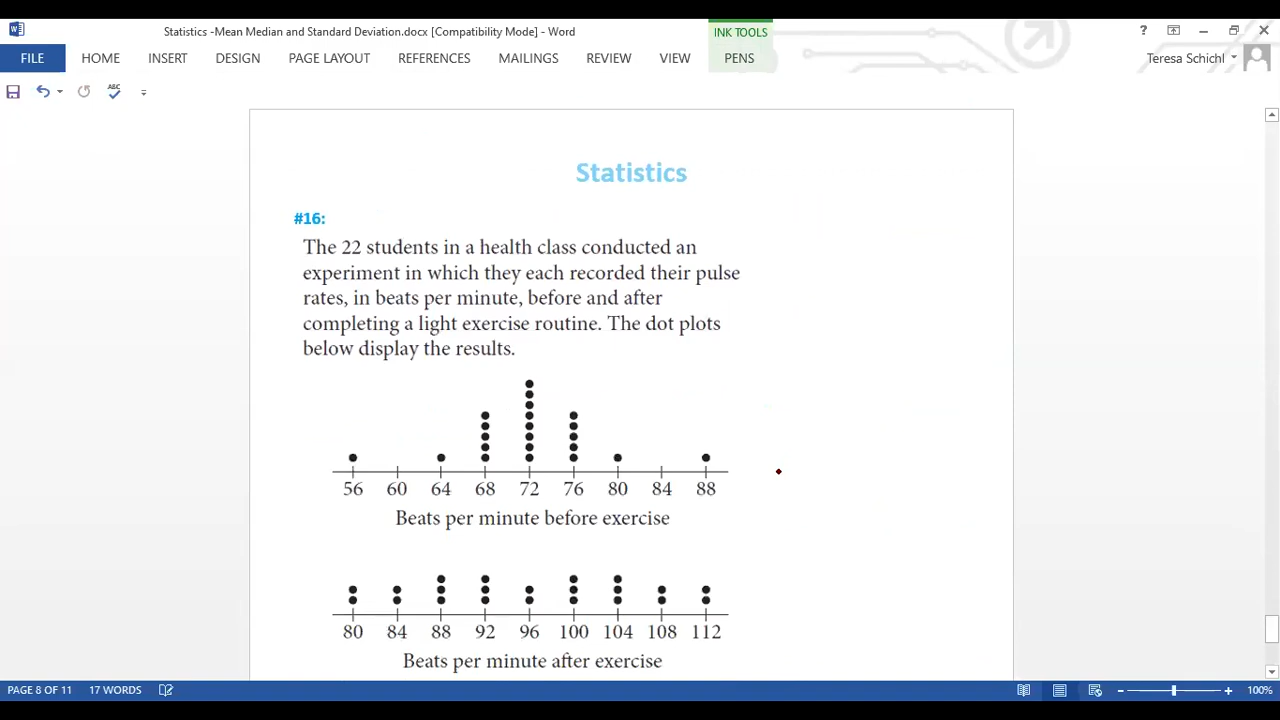 Statistics -Mean Median and Standard Deviation.docx [Compatibility Mode] - Word
INK TOOLS
?
FILE HOME INSERT DESIGN PAGE LAYOUT REFERENCES MAILINGS REVIEW VIEW PENS
Teresa Schichl
ABC
Statistics
#16:
The 22 students in a health class conducted an
experiment in which they each recorded their pulse
rates, in beats per minute, before and after
completing a light exercise routine. The dot plots
below display the results.
56 60 64 68 72 76 80 84 88
Beats per minute before exercise
80 84 88 92 96 100 104 108 112
Beats per minute after exercise
PAGE 8 OF 11 17 WORDS
100%